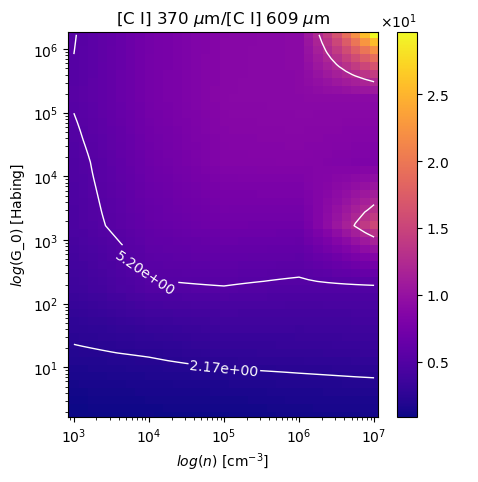 [C I] 370 μm/[C I] 609 μm
×10¹
10⁶
10⁵
10⁴
10³
10²
10¹
log(G_0) [Habing]
5.20e+00
2.17e+00
10³ 10⁴ 10⁵ 10⁶ 10⁷
log(n) [cm⁻³]
2.5
2.0
1.5
1.0
0.5